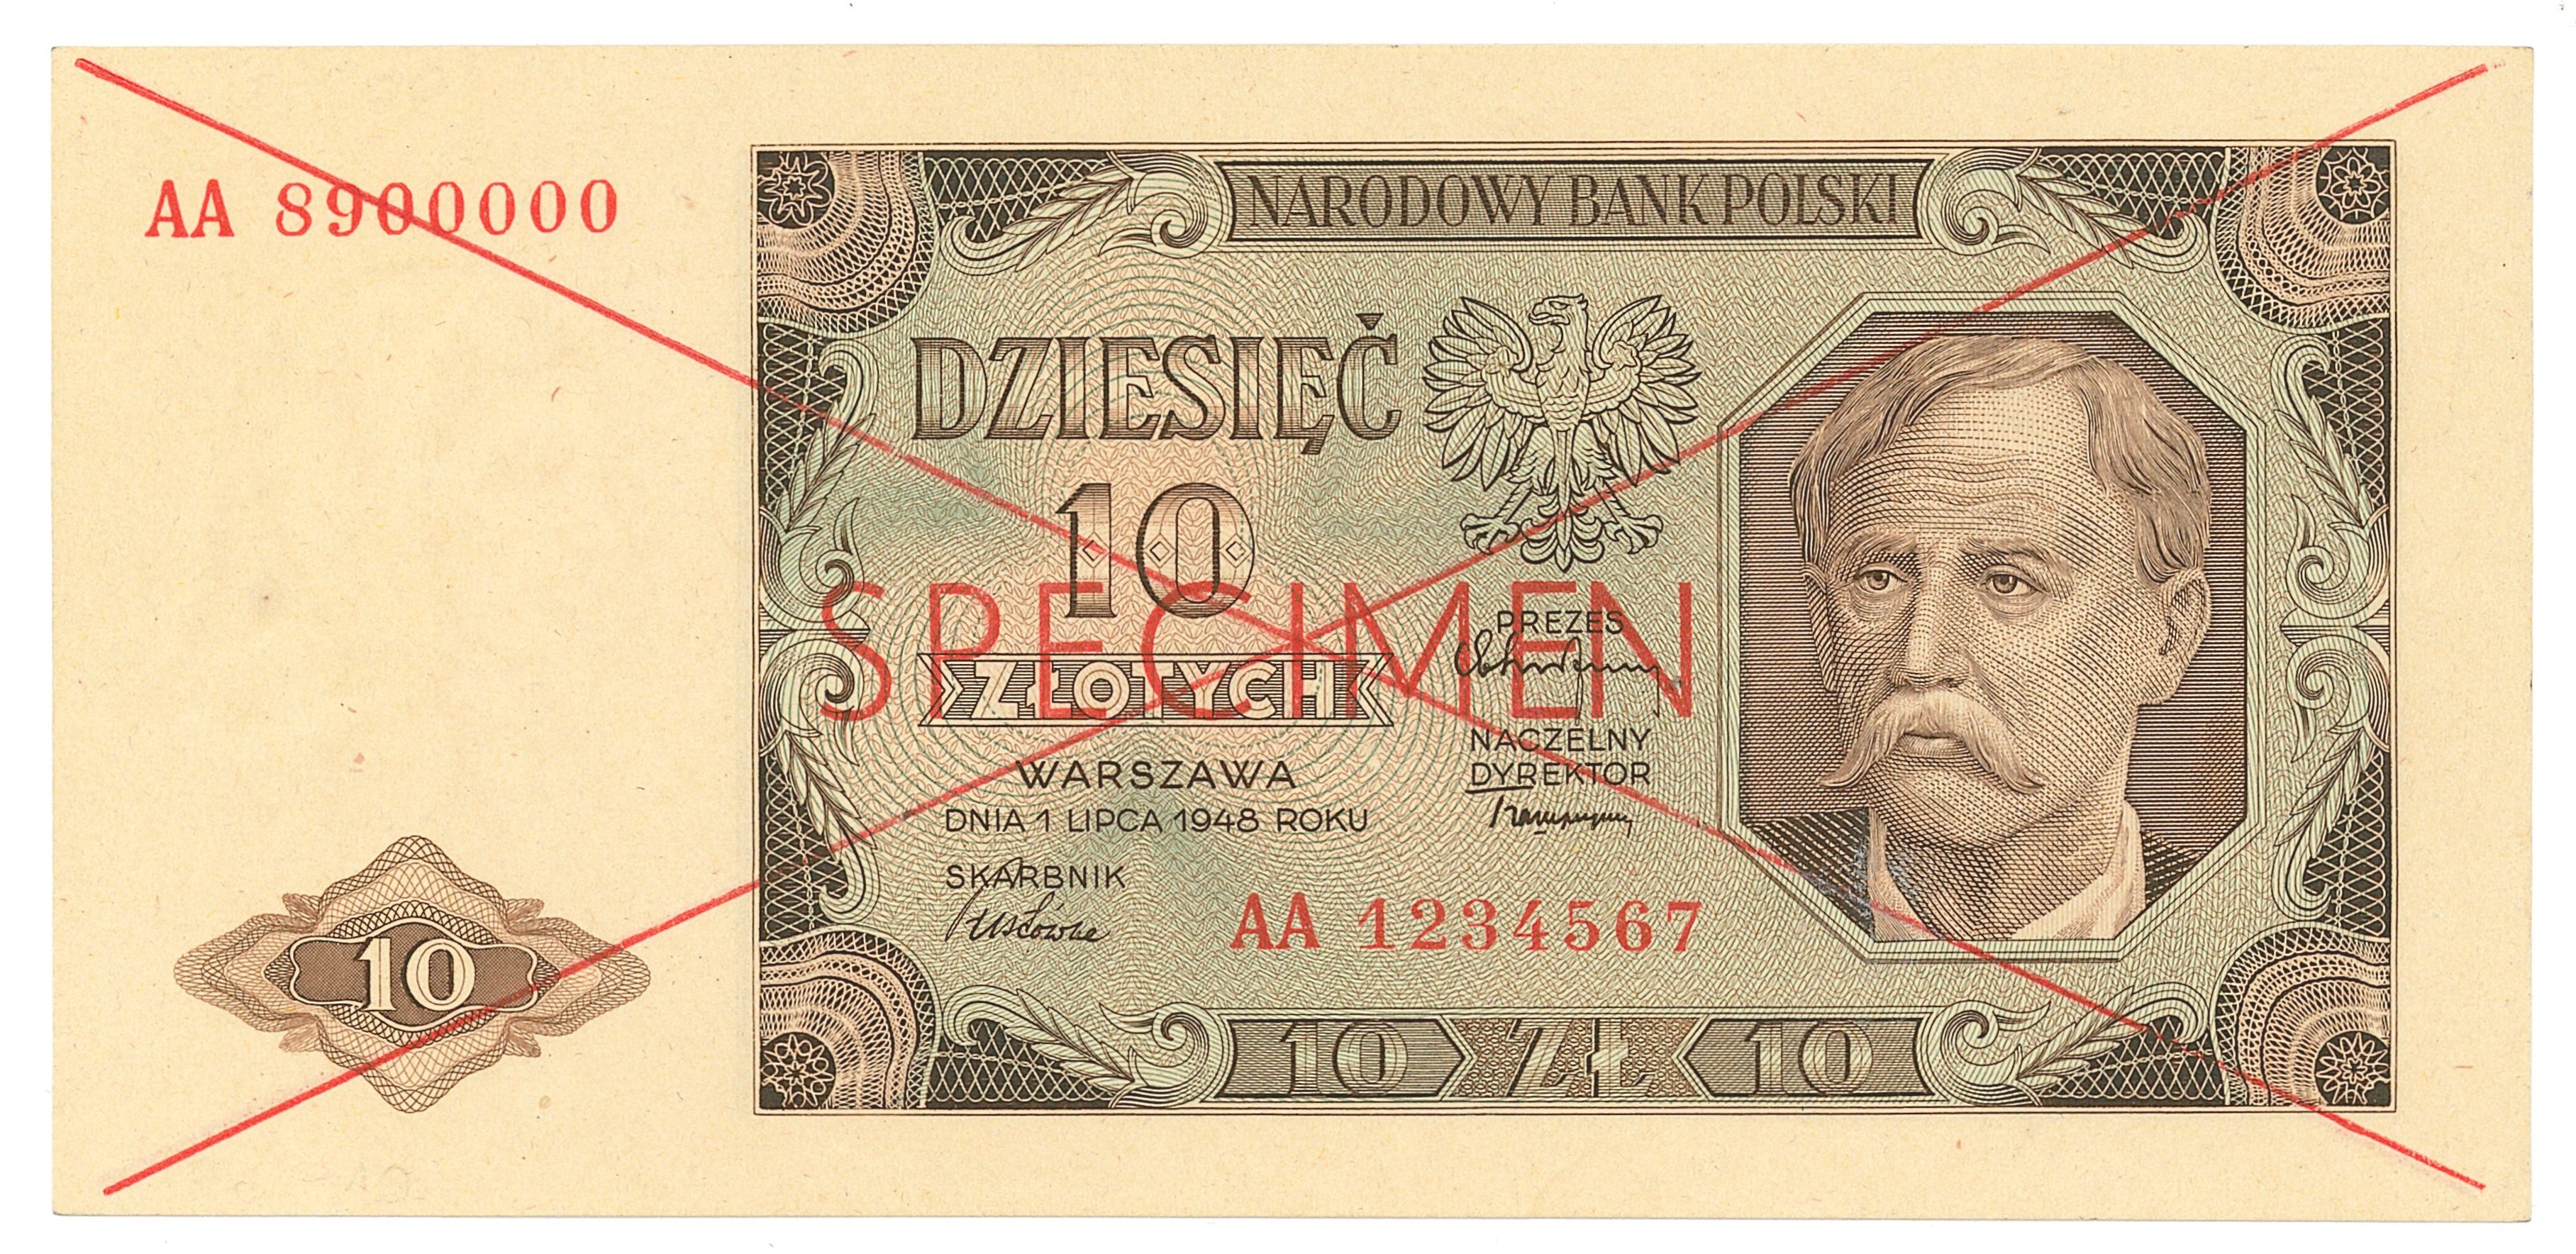 AA 8900000
NARODOWY BANK POLSKI
DZIESIĘĆ
10
ZŁOTYCH
SPECIMEN
PREZES
NACZELNY
DYREKTOR
WARSZAWA
DNIA 1 LIPCA 1948 ROKU
SKARBNIK
AA 1234567
10
10 ZŁ 10